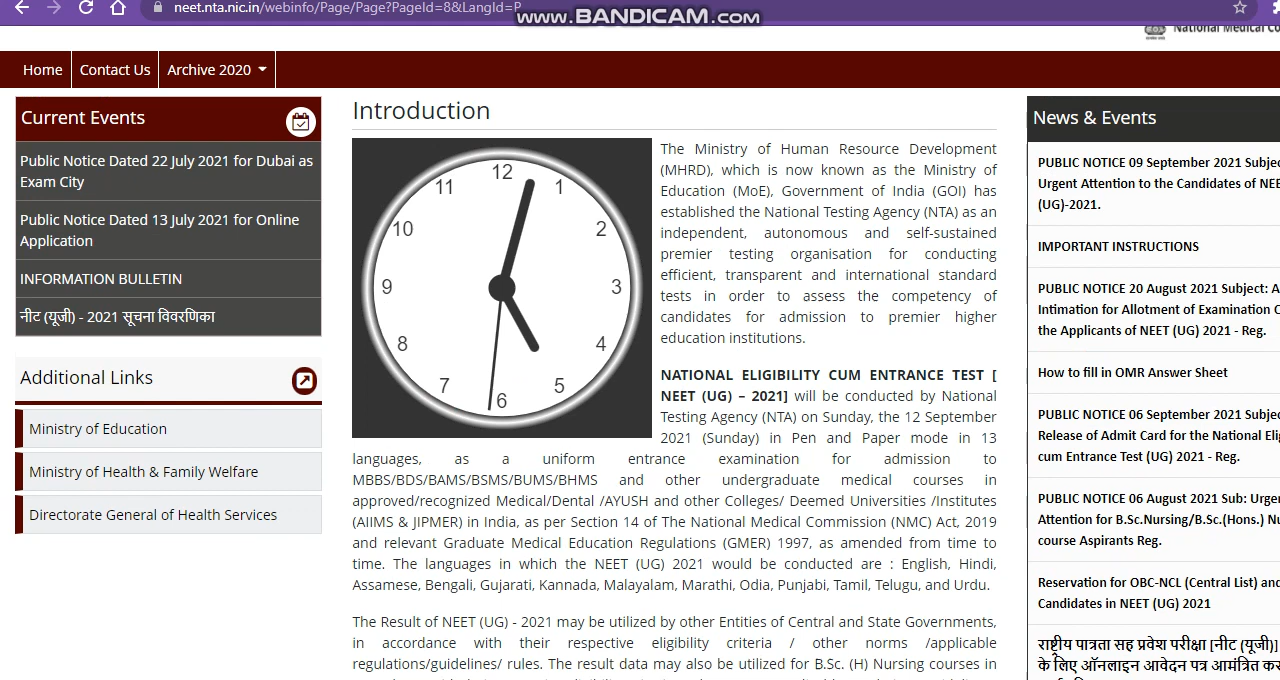 neet.nta.nic.in/webinfo/Page/Page?PageId=8&LangId=P
www.BANDICAM.com
National Medical Co
Home Contact Us Archive 2020
Current Events
Public Notice Dated 22 July 2021 for Dubai as
Exam City
Public Notice Dated 13 July 2021 for Online
Application
INFORMATION BULLETIN
नीट (यूजी) - 2021 सूचना विवरणिका
Additional Links
Ministry of Education
Ministry of Health & Family Welfare
Directorate General of Health Services
Introduction
12
1
2
3
4
5
6
7
8
9
10
11
The Ministry of Human Resource Development
(MHRD), which is now known as the Ministry of
Education (MoE), Government of India (GOI) has
established the National Testing Agency (NTA) as an
independent, autonomous and self-sustained
premier testing organisation for conducting
efficient, transparent and international standard
tests in order to assess the competency of
candidates for admission to premier higher
education institutions.
NATIONAL ELIGIBILITY CUM ENTRANCE TEST [
NEET (UG) – 2021] will be conducted by National
Testing Agency (NTA) on Sunday, the 12 September
2021 (Sunday) in Pen and Paper mode in 13
languages, as a uniform entrance examination for admission to
MBBS/BDS/BAMS/BSMS/BUMS/BHMS and other undergraduate medical courses in
approved/recognized Medical/Dental /AYUSH and other Colleges/ Deemed Universities /Institutes
(AIIMS & JIPMER) in India, as per Section 14 of The National Medical Commission (NMC) Act, 2019
and relevant Graduate Medical Education Regulations (GMER) 1997, as amended from time to
time. The languages in which the NEET (UG) 2021 would be conducted are : English, Hindi,
Assamese, Bengali, Gujarati, Kannada, Malayalam, Marathi, Odia, Punjabi, Tamil, Telugu, and Urdu.
The Result of NEET (UG) - 2021 may be utilized by other Entities of Central and State Governments,
in accordance with their respective eligibility criteria / other norms /applicable
regulations/guidelines/ rules. The result data may also be utilized for B.Sc. (H) Nursing courses in
News & Events
PUBLIC NOTICE 09 September 2021 Subje
Urgent Attention to the Candidates of NEE
(UG)-2021.
IMPORTANT INSTRUCTIONS
PUBLIC NOTICE 20 August 2021 Subject: A
Intimation for Allotment of Examination C
the Applicants of NEET (UG) 2021 - Reg.
How to fill in OMR Answer Sheet
PUBLIC NOTICE 06 September 2021 Subje
Release of Admit Card for the National Eli
cum Entrance Test (UG) 2021 - Reg.
PUBLIC NOTICE 06 August 2021 Sub: Urge
Attention for B.Sc.Nursing/B.Sc.(Hons.) Nu
course Aspirants Reg.
Reservation for OBC-NCL (Central List) and
Candidates in NEET (UG) 2021
राष्ट्रीय पात्रता सह प्रवेश परीक्षा [नीट (यूजी)]
के लिए ऑनलाइन आवेदन पत्र आमंत्रित कर